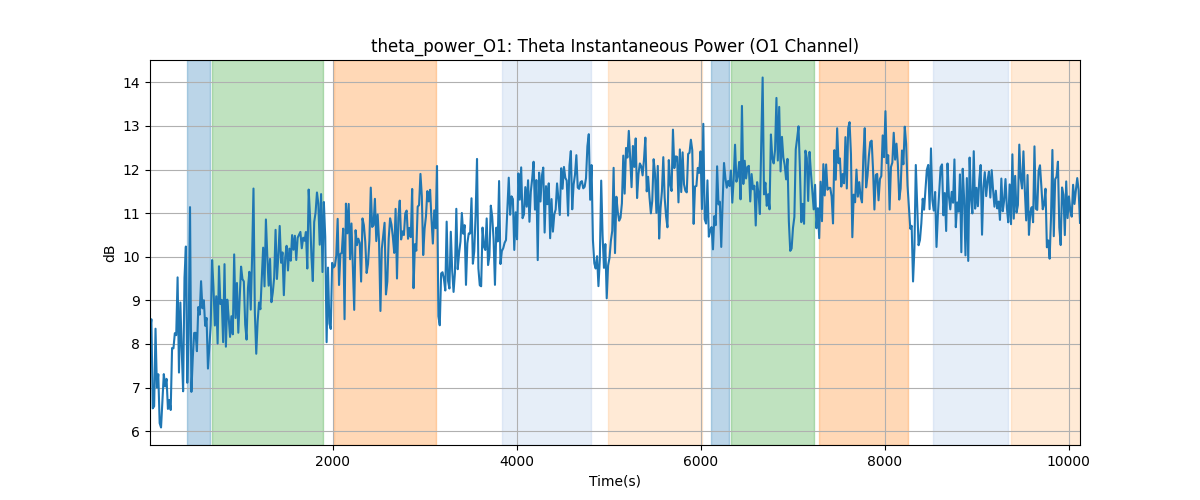 theta_power_O1: Theta Instantaneous Power (O1 Channel)
14
13
12
11
10
9
8
7
6
dB
2000 4000 6000 8000 10000
Time(s)